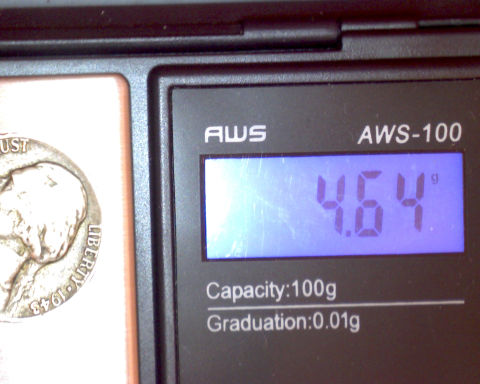 AWS
AWS-100
4.64 g
Capacity:100g
Graduation:0.01g
UST
LIBERTY · 1943